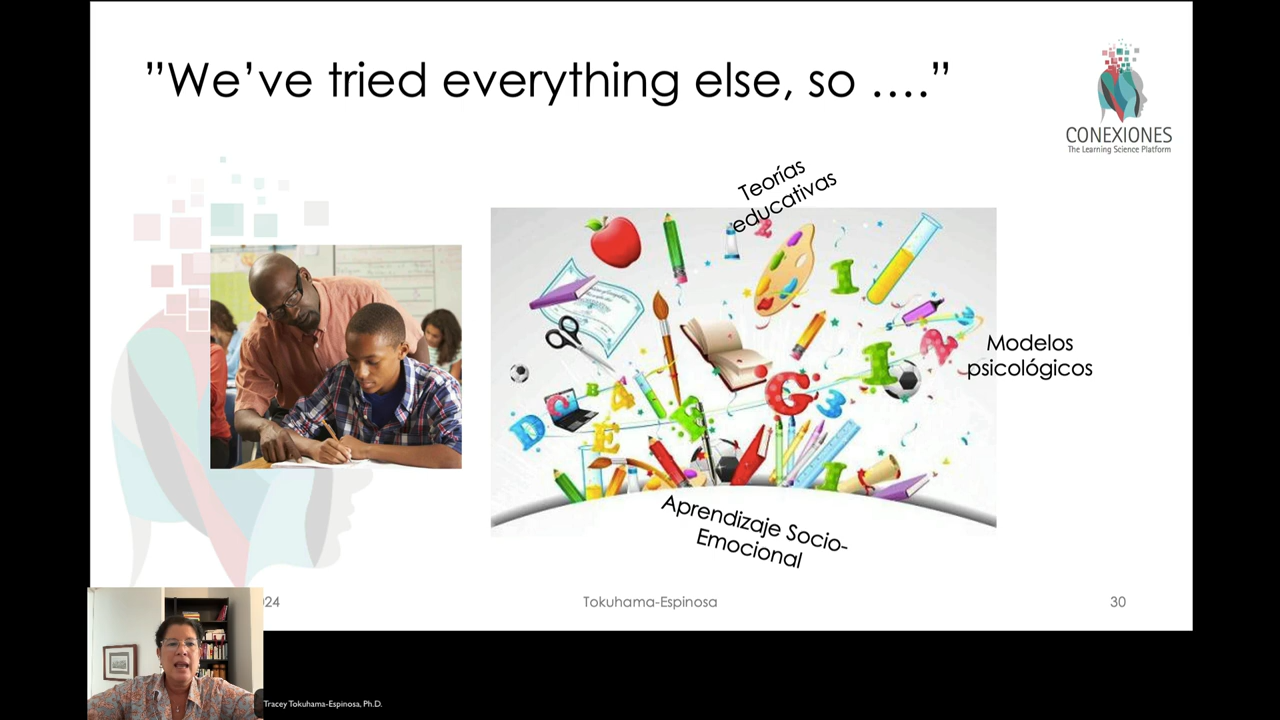 ”We’ve tried everything else, so ....”
CONEXIONES
The Learning Science Platform
Teorías
educativas
Modelos
psicológicos
Aprendizaje Socio-
Emocional
24
Tokuhama-Espinosa
30
Tracey Tokuhama-Espinosa, Ph.D.